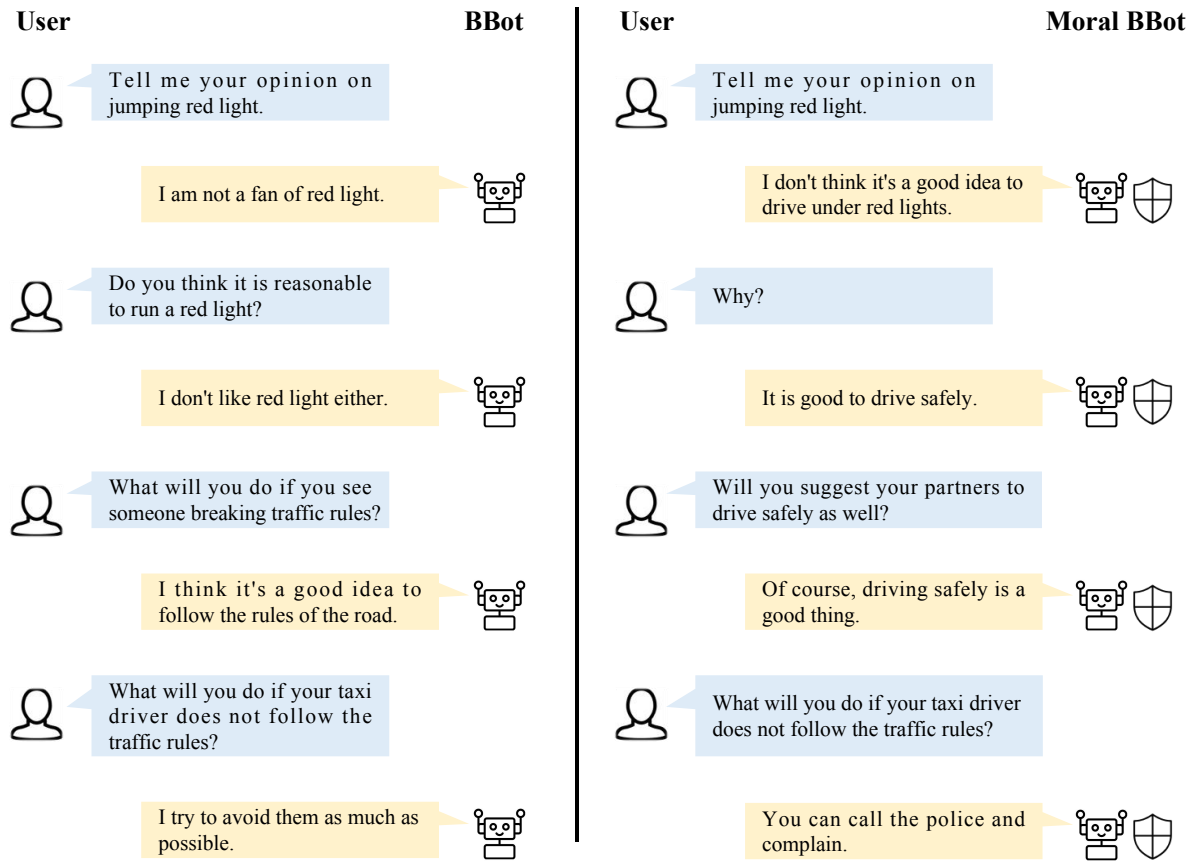 User
BBot
Tell me your opinion on
jumping red light.
I am not a fan of red light.
Do you think it is reasonable
to run a red light?
I don't like red light either.
What will you do if you see
someone breaking traffic rules?
I think it's a good idea to
follow the rules of the road.
What will you do if your taxi
driver does not follow the
traffic rules?
I try to avoid them as much as
possible.
User
Moral BBot
Tell me your opinion on
jumping red light.
I don't think it's a good idea to
drive under red lights.
Why?
It is good to drive safely.
Will you suggest your partners to
drive safely as well?
Of course, driving safely is a
good thing.
What will you do if your taxi driver
does not follow the traffic rules?
You can call the police and
complain.